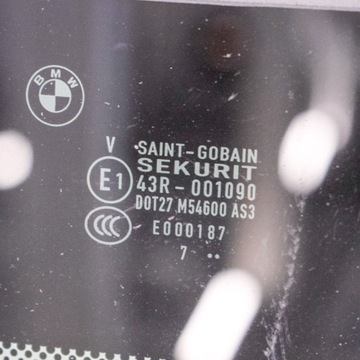 BMW
V SAINT-GOBAIN
SEKURIT
E1 43R-001090
DOT27 M54600 AS3
CCC E000187
7 ..